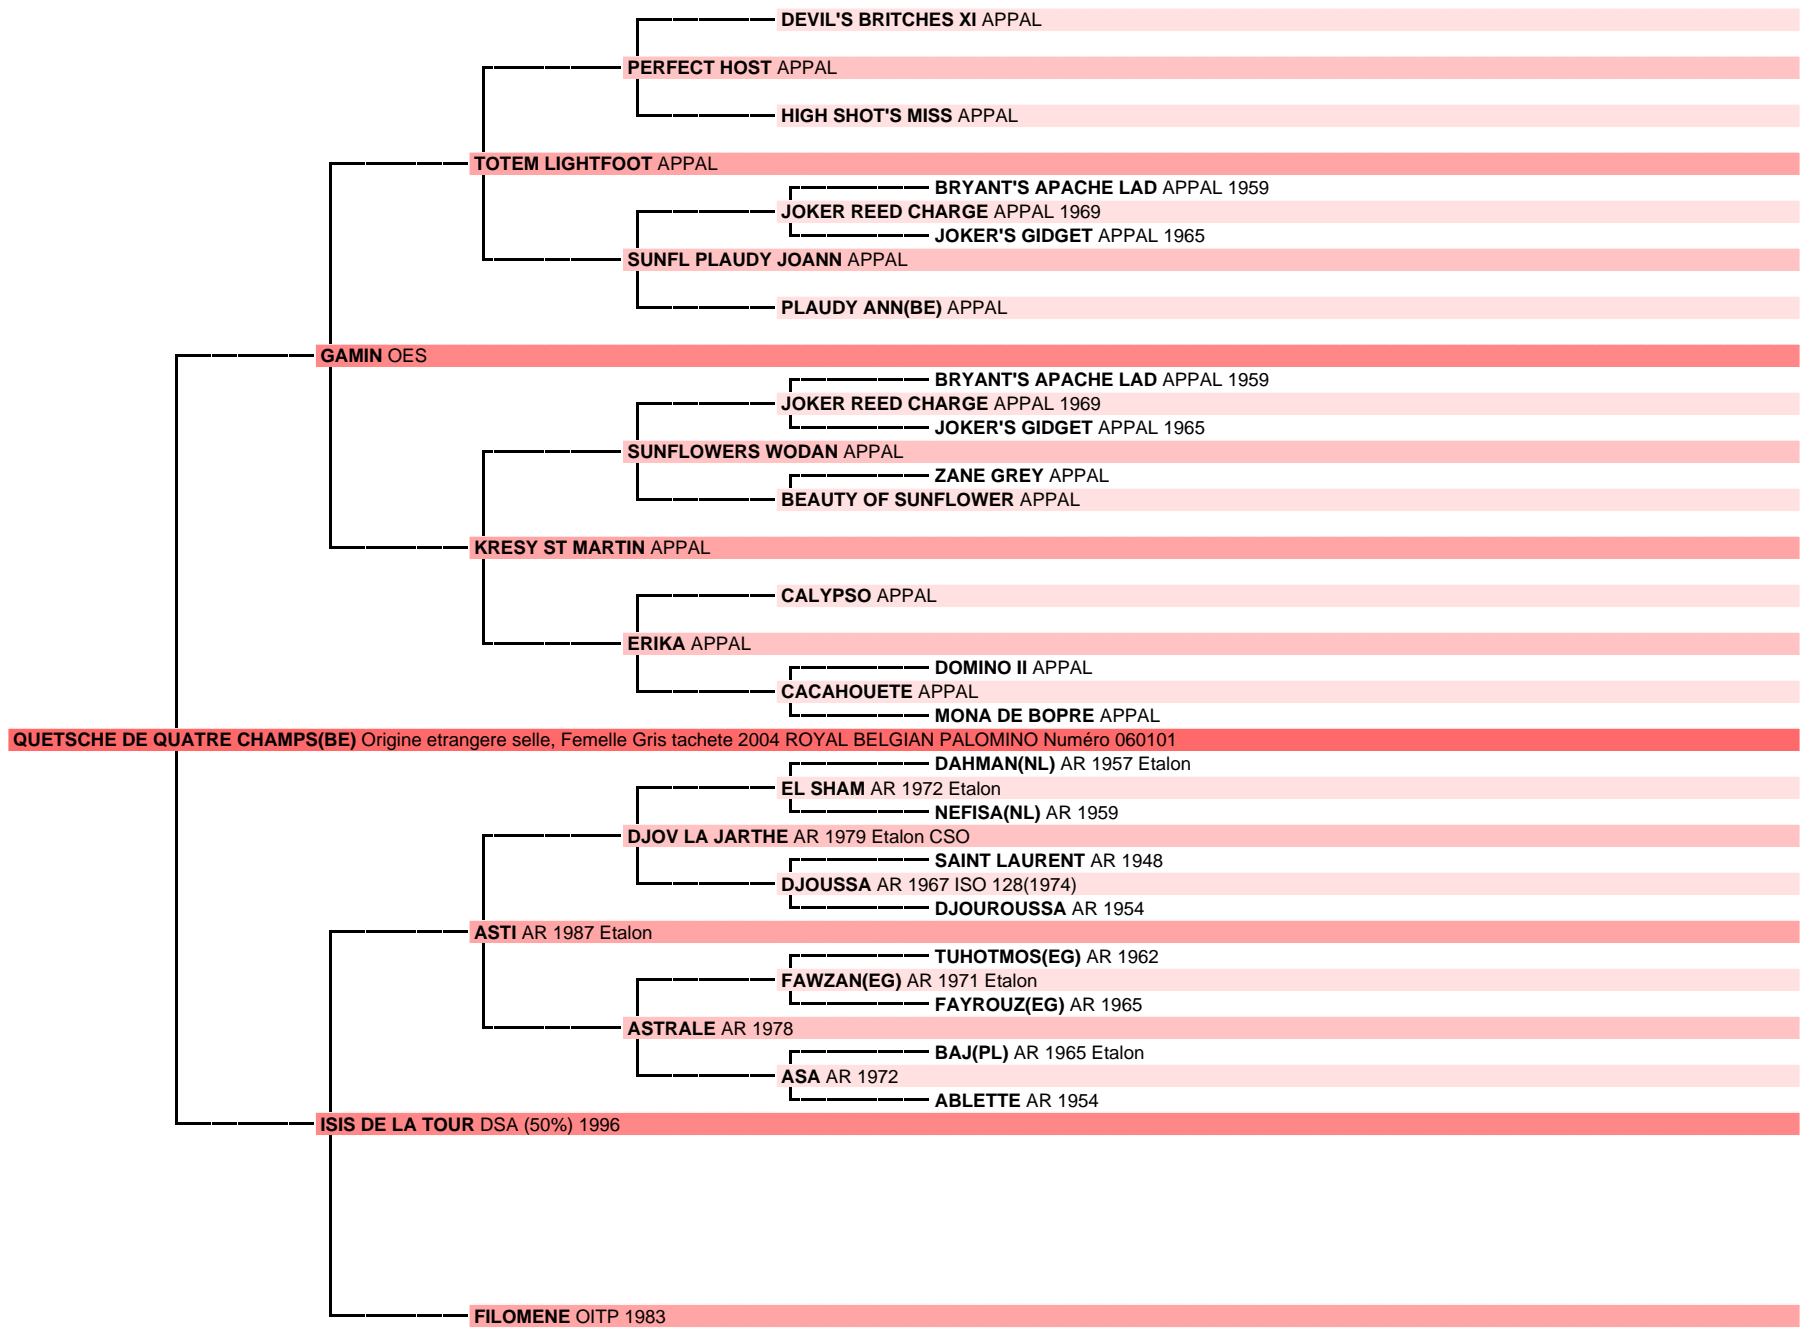 DEVIL'S BRITCHES XI APPAL
PERFECT HOST APPAL
HIGH SHOT'S MISS APPAL
TOTEM LIGHTFOOT APPAL
BRYANT'S APACHE LAD APPAL 1959
JOKER REED CHARGE APPAL 1969
JOKER'S GIDGET APPAL 1965
SUNFL PLAUDY JOANN APPAL
PLAUDY ANN(BE) APPAL
GAMIN OES
BRYANT'S APACHE LAD APPAL 1959
JOKER REED CHARGE APPAL 1969
JOKER'S GIDGET APPAL 1965
SUNFLOWERS WODAN APPAL
ZANE GREY APPAL
BEAUTY OF SUNFLOWER APPAL
KRESY ST MARTIN APPAL
CALYPSO APPAL
ERIKA APPAL
DOMINO II APPAL
CACAHOUETE APPAL
MONA DE BOPRE APPAL
QUETSCHE DE QUATRE CHAMPS(BE) Origine etrangere selle, Femelle Gris tachete 2004 ROYAL BELGIAN PALOMINO Numéro 060101
DAHMAN(NL) AR 1957 Etalon
EL SHAM AR 1972 Etalon
NEFISA(NL) AR 1959
DJOV LA JARTHE AR 1979 Etalon CSO
SAINT LAURENT AR 1948
DJOUSSA AR 1967 ISO 128(1974)
DJOUROUSSA AR 1954
ASTI AR 1987 Etalon
TUHOTMOS(EG) AR 1962
FAWZAN(EG) AR 1971 Etalon
FAYROUZ(EG) AR 1965
ASTRALE AR 1978
BAJ(PL) AR 1965 Etalon
ASA AR 1972
ABLETTE AR 1954
ISIS DE LA TOUR DSA (50%) 1996
FILOMENE OITP 1983